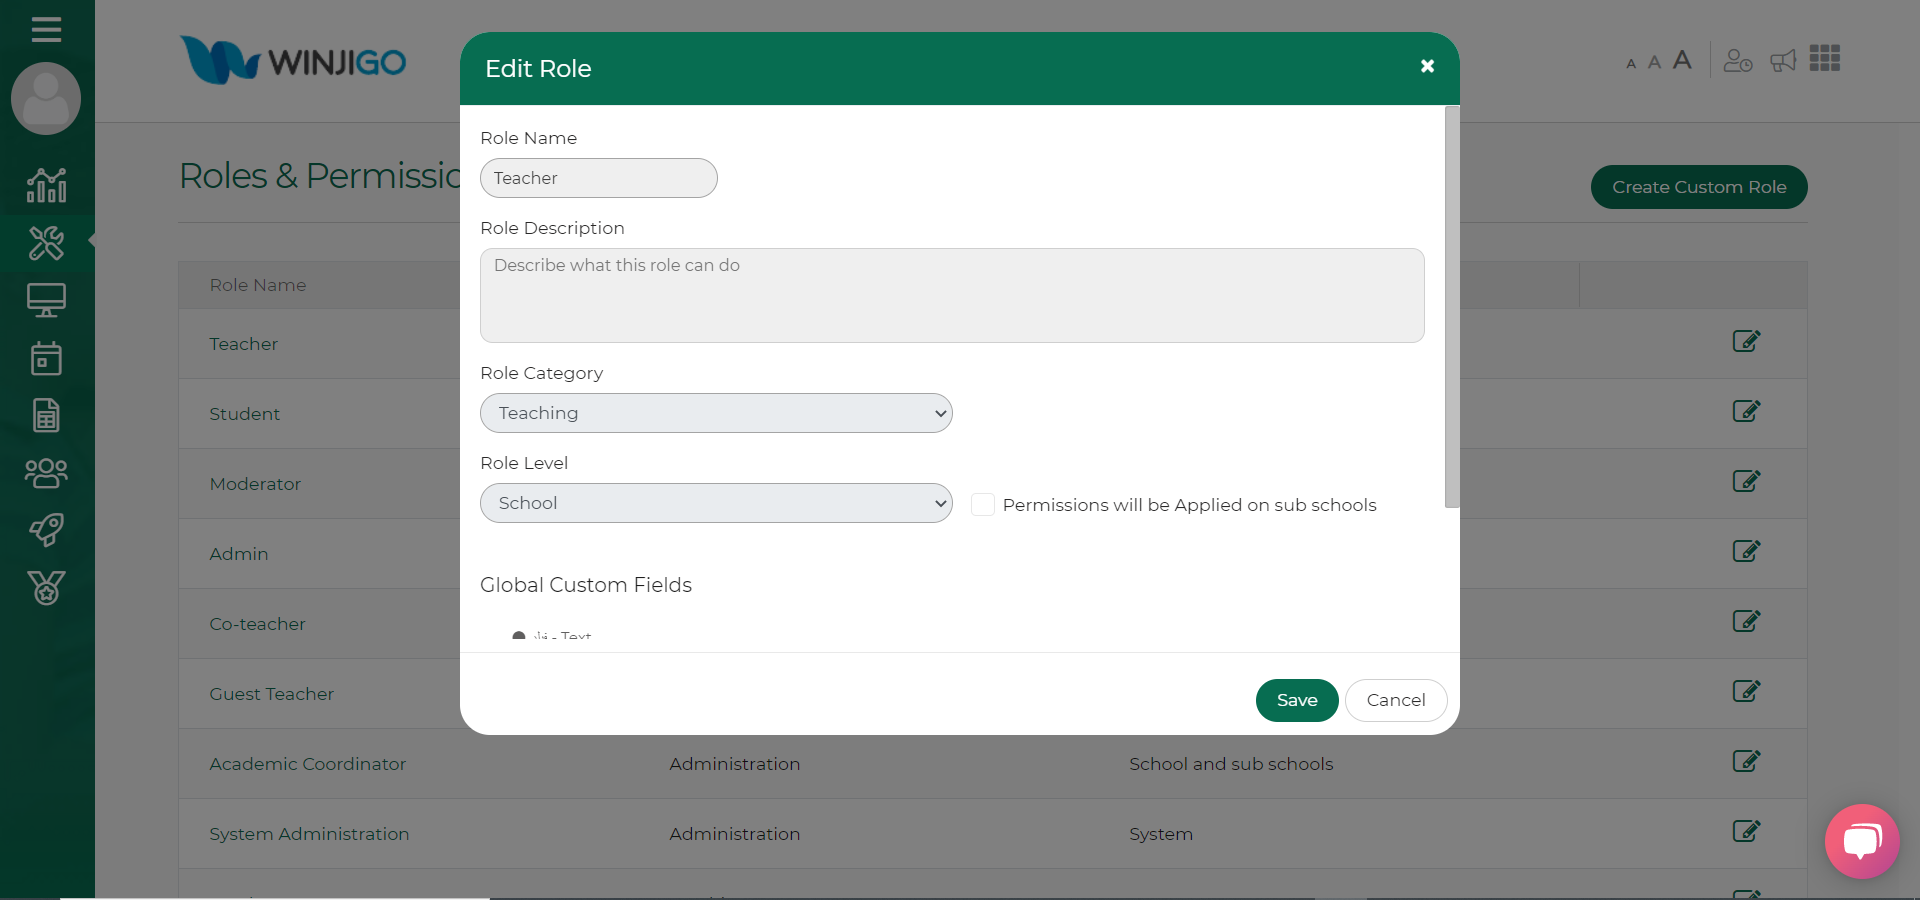 WINJIGO
A A A
Roles & Permissio
Create Custom Role
Role Name
Teacher
Student
Moderator
Admin
Co-teacher
Guest Teacher
Academic Coordinator Administration School and sub schools
System Administration Administration System
Edit Role
Role Name
Teacher
Role Description
Describe what this role can do
Role Category
Teaching
Role Level
School
Permissions will be Applied on sub schools
Global Custom Fields
- Text
Save Cancel